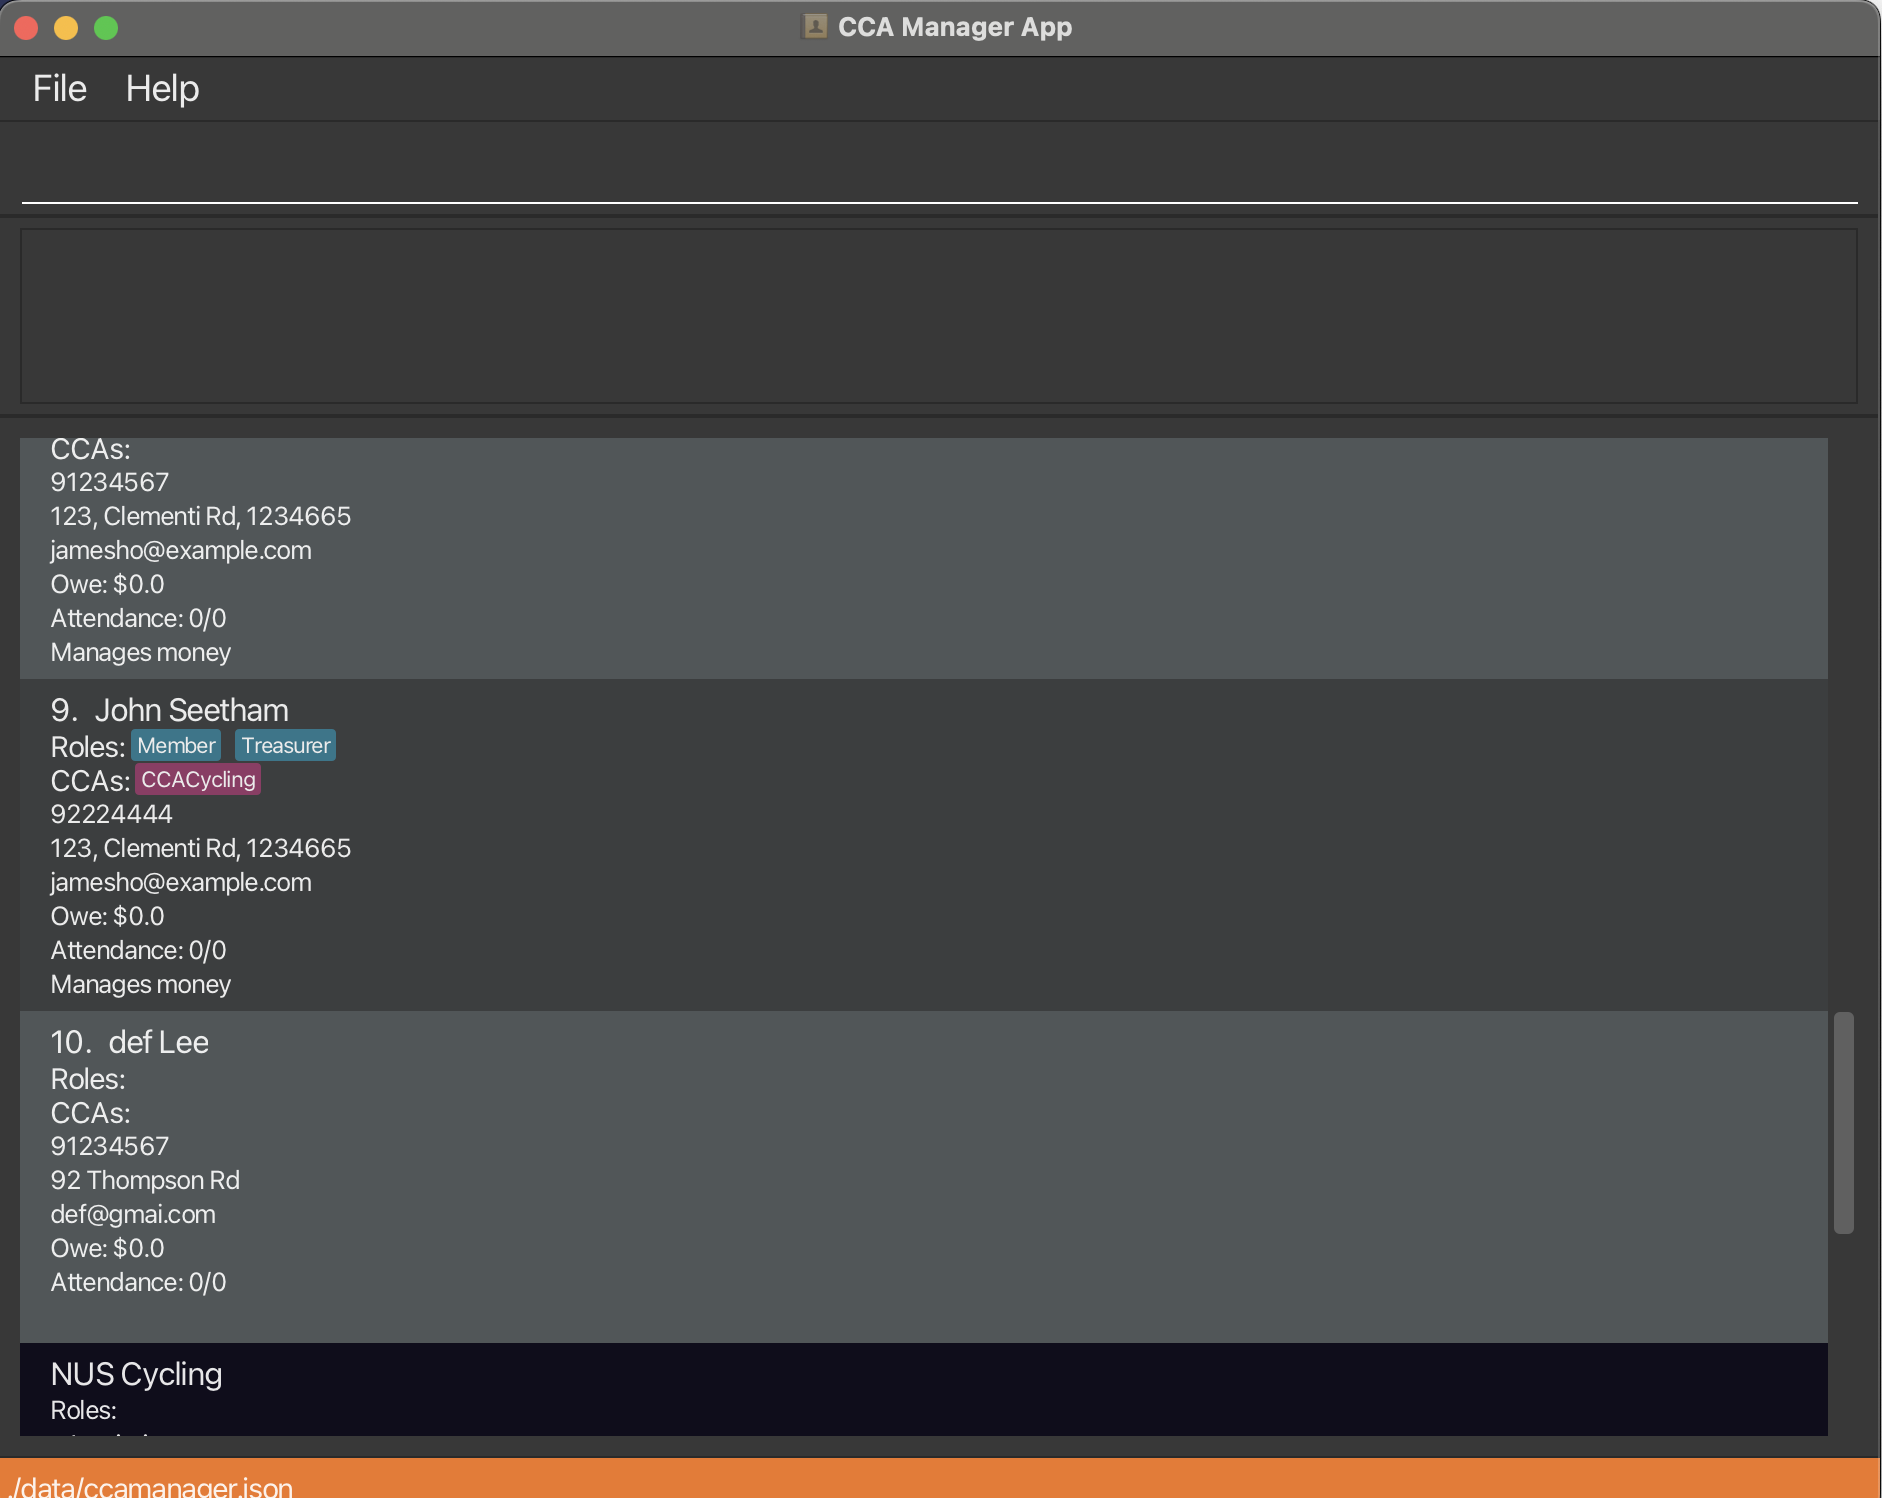 CCA Manager App
File Help
CCAs:
91234567
123, Clementi Rd, 1234665
jamesho@example.com
Owe: $0.0
Attendance: 0/0
Manages money
9. John Seetham
Roles: Member Treasurer
CCAs: CCACycling
92224444
123, Clementi Rd, 1234665
jamesho@example.com
Owe: $0.0
Attendance: 0/0
Manages money
10. def Lee
Roles:
CCAs:
91234567
92 Thompson Rd
def@gmai.com
Owe: $0.0
Attendance: 0/0
NUS Cycling
Roles:
./data/ccamanager.json